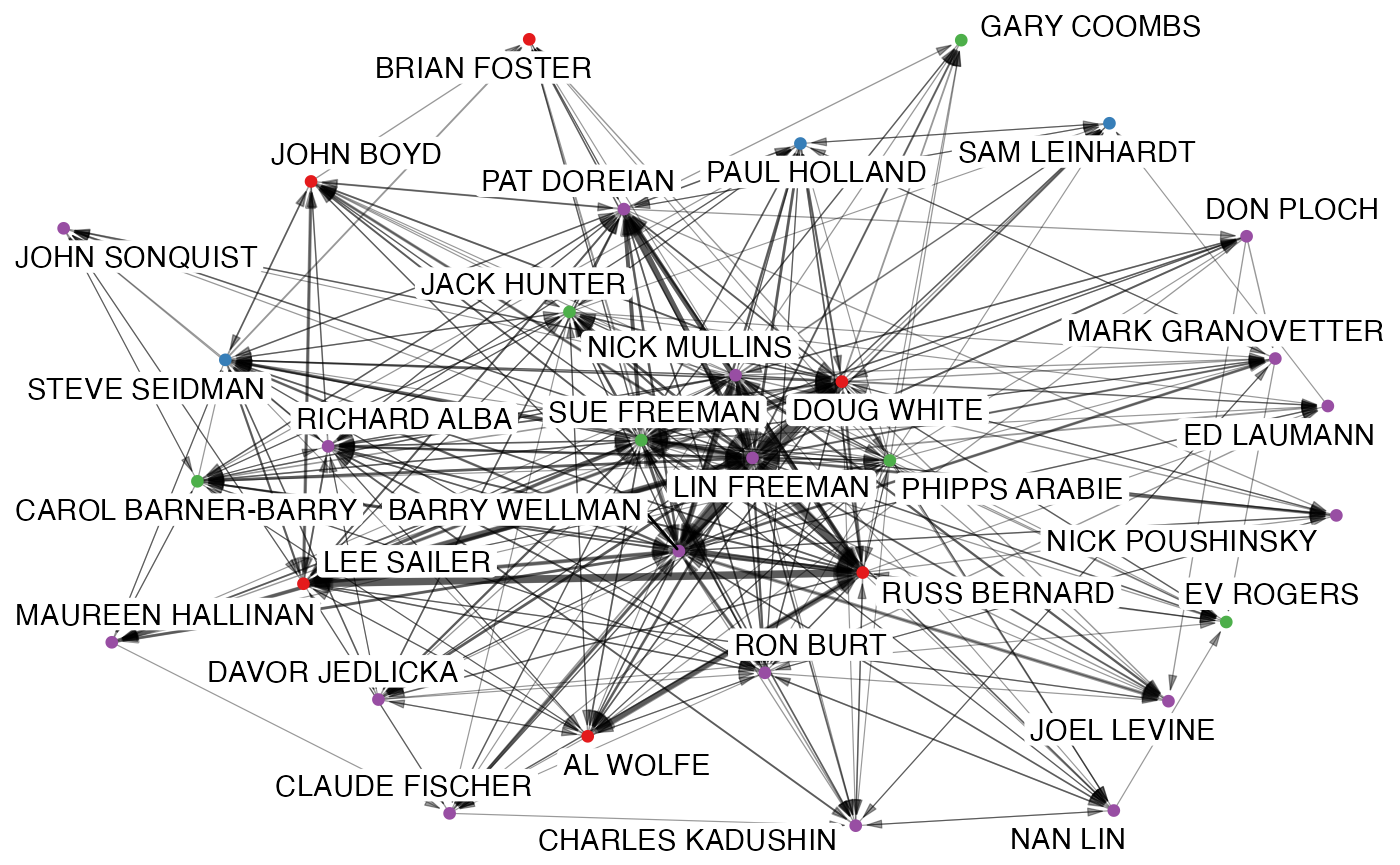 GARY COOMBS
BRIAN FOSTER
JOHN BOYD
SAM LEINHARDT
PAUL HOLLAND
PAT DOREIAN
DON PLOCH
JOHN SONQUIST
JACK HUNTER
MARK GRANOVETTER
NICK MULLINS
STEVE SEIDMAN
RICHARD ALBA
SUE FREEMAN
DOUG WHITE
ED LAUMANN
LIN FREEMAN
PHIPPS ARABIE
CAROL BARNER-BARRY
BARRY WELLMAN
NICK POUSHINSKY
LEE SAILER
RUSS BERNARD
EV ROGERS
MAUREEN HALLINAN
RON BURT
DAVOR JEDLICKA
JOEL LEVINE
AL WOLFE
CLAUDE FISCHER
CHARLES KADUSHIN
NAN LIN